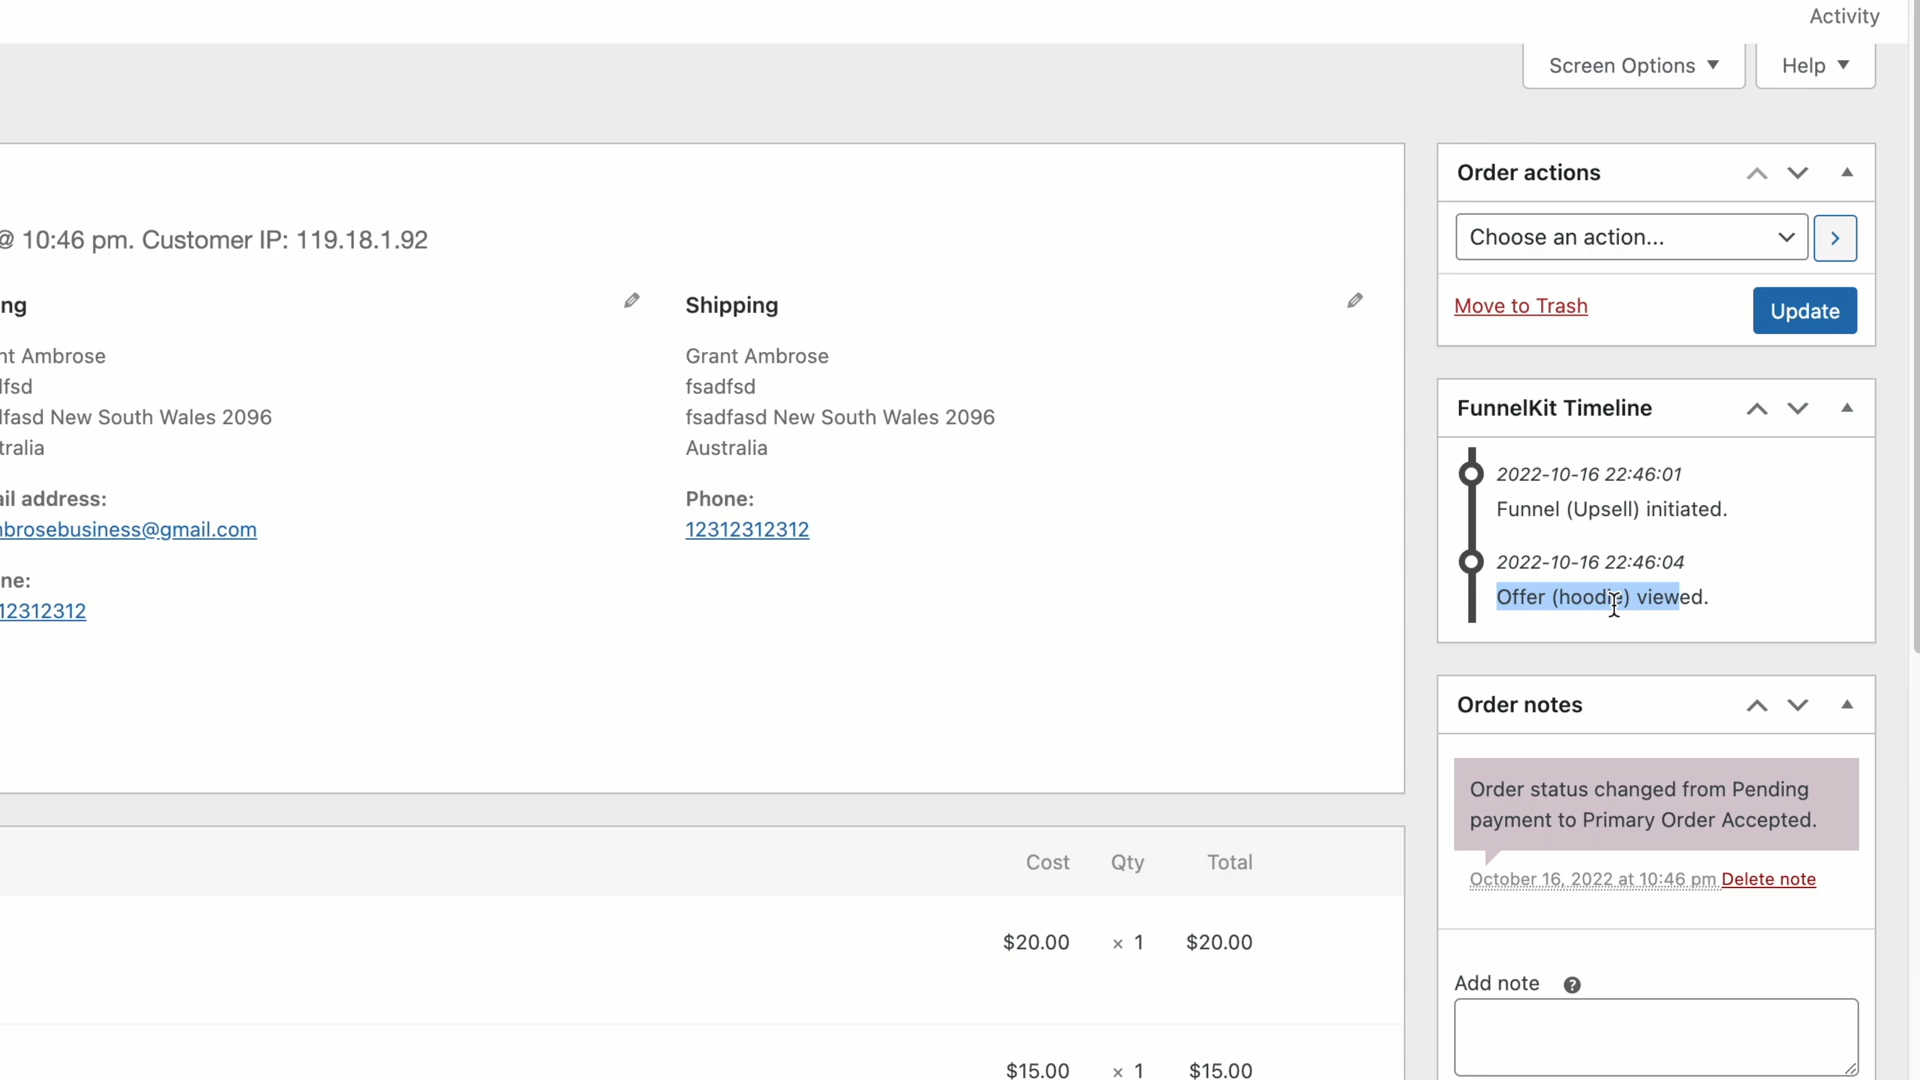 Activity
Screen Options ▼
Help ▼
@ 10:46 pm. Customer IP: 119.18.1.92
ng
nt Ambrose
lfsd
lfasd New South Wales 2096
tralia
ail address:
nbrosebusiness@gmail.com
ne:
12312312
Shipping
Grant Ambrose
fsadfsd
fsadfasd New South Wales 2096
Australia
Phone:
12312312312
Cost Qty Total
$20.00 × 1 $20.00
$15.00 × 1 $15.00
Order actions
Choose an action...
Move to Trash
Update
FunnelKit Timeline
2022-10-16 22:46:01
Funnel (Upsell) initiated.
2022-10-16 22:46:04
Offer (hoodie) viewed.
Order notes
Order status changed from Pending
payment to Primary Order Accepted.
October 16, 2022 at 10:46 pm Delete note
Add note ?